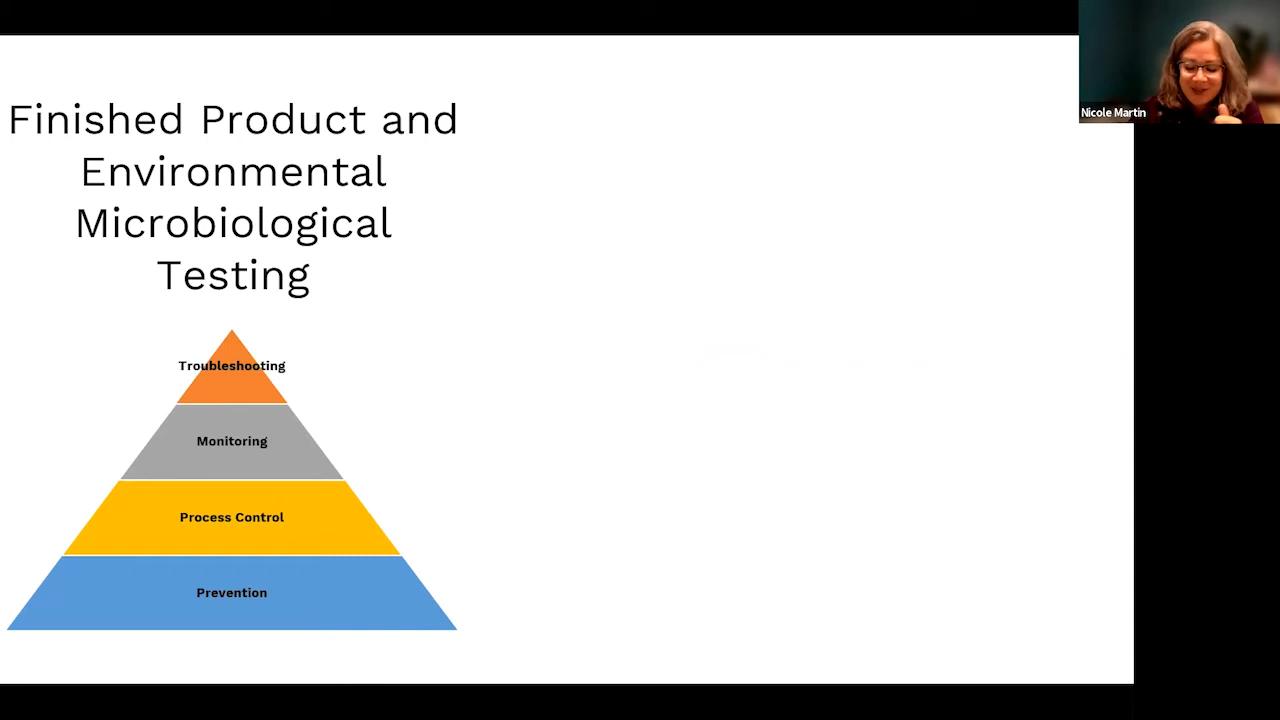 Finished Product and
Environmental
Microbiological
Testing
Troubleshooting
Monitoring
Process Control
Prevention
Nicole Martin